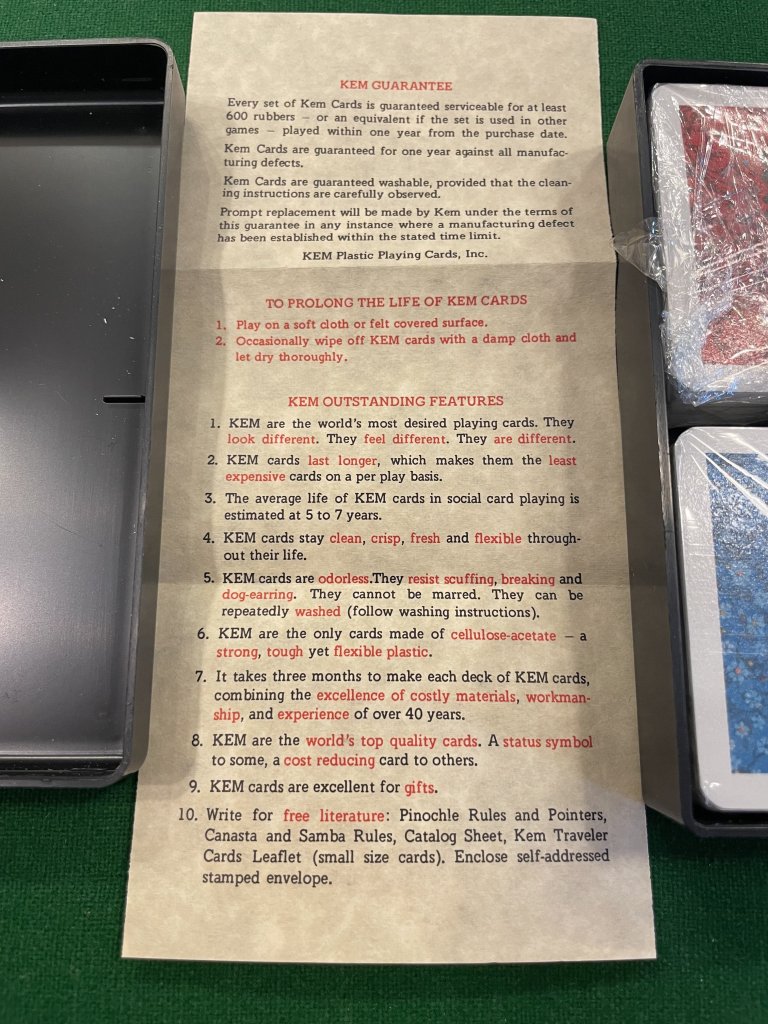 KEM GUARANTEE
Every set of Kem Cards is guaranteed serviceable for at least
600 rubbers — or an equivalent if the set is used in other
games — played within one year from the purchase date.
Kem Cards are guaranteed for one year against all manufac-
turing defects.
Kem Cards are guaranteed washable, provided that the clean-
ing instructions are carefully observed.
Prompt replacement will be made by Kem under the terms of
this guarantee in any instance where a manufacturing defect
has been established within the stated time limit.
KEM Plastic Playing Cards, Inc.
TO PROLONG THE LIFE OF KEM CARDS
1. Play on a soft cloth or felt covered surface.
2. Occasionally wipe off KEM cards with a damp cloth and
let dry thoroughly.
KEM OUTSTANDING FEATURES
1. KEM are the world's most desired playing cards. They
look different. They feel different. They are different.
2. KEM cards last longer, which makes them the least
expensive cards on a per play basis.
3. The average life of KEM cards in social card playing is
estimated at 5 to 7 years.
4. KEM cards stay clean, crisp, fresh and flexible through-
out their life.
5. KEM cards are odorless.They resist scuffing, breaking and
dog-earring. They cannot be marred. They can be
repeatedly washed (follow washing instructions).
6. KEM are the only cards made of cellulose-acetate — a
strong, tough yet flexible plastic.
7. It takes three months to make each deck of KEM cards,
combining the excellence of costly materials, workman-
ship, and experience of over 40 years.
8. KEM are the world's top quality cards. A status symbol
to some, a cost reducing card to others.
9. KEM cards are excellent for gifts.
10. Write for free literature: Pinochle Rules and Pointers,
Canasta and Samba Rules, Catalog Sheet, Kem Traveler
Cards Leaflet (small size cards). Enclose self-addressed
stamped envelope.